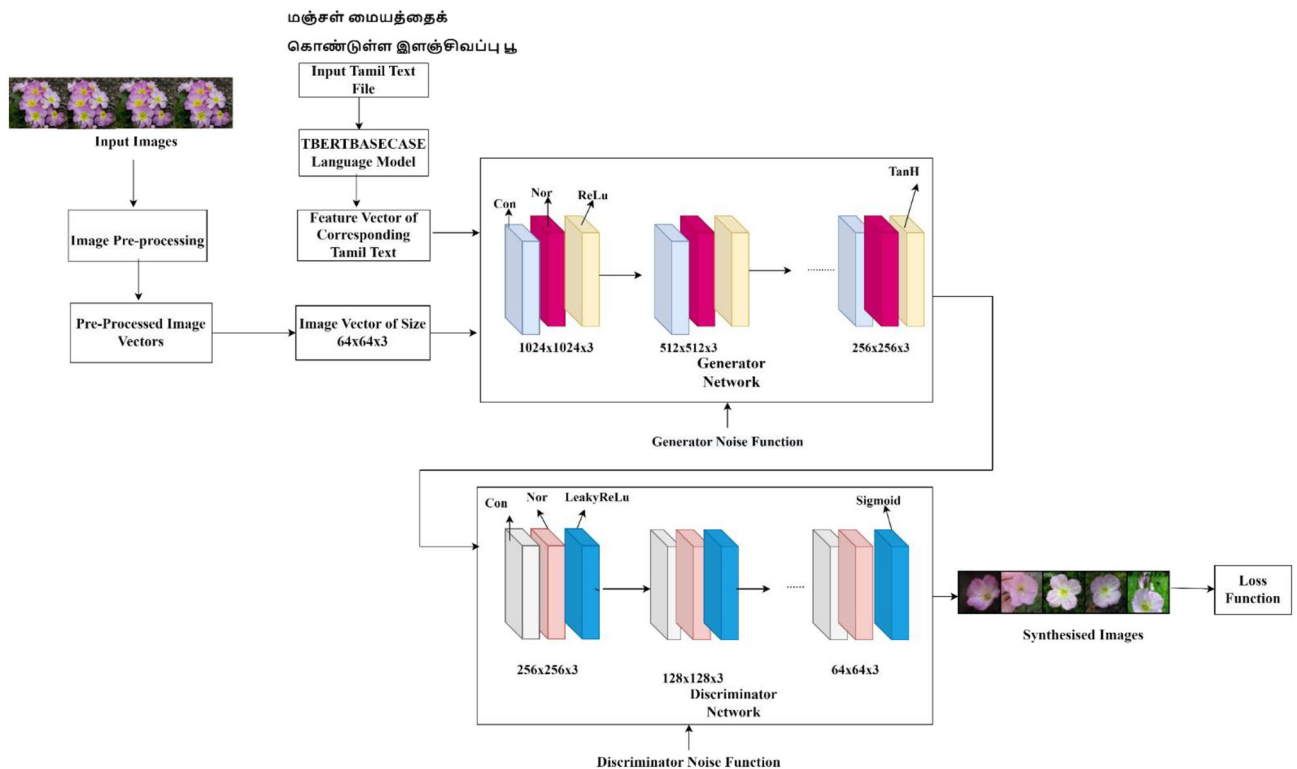 மஞ்சள் மையத்தைக்
கொண்டுள்ள இளஞ்சிவப்பு பூ
Input Tamil Text
File
Input Images
TBERTBASECASE
Language Model
Image Pre-processing
Feature Vector of
Corresponding
Tamil Text
Pre-Processed Image
Vectors
Image Vector of Size
64x64x3
Con
Nor
ReLu
TanH
1024x1024x3
512x512x3
256x256x3
Generator
Network
Generator Noise Function
Con
Nor
LeakyReLu
Sigmoid
256x256x3
128x128x3
64x64x3
Discriminator
Network
Discriminator Noise Function
Synthesised Images
Loss
Function